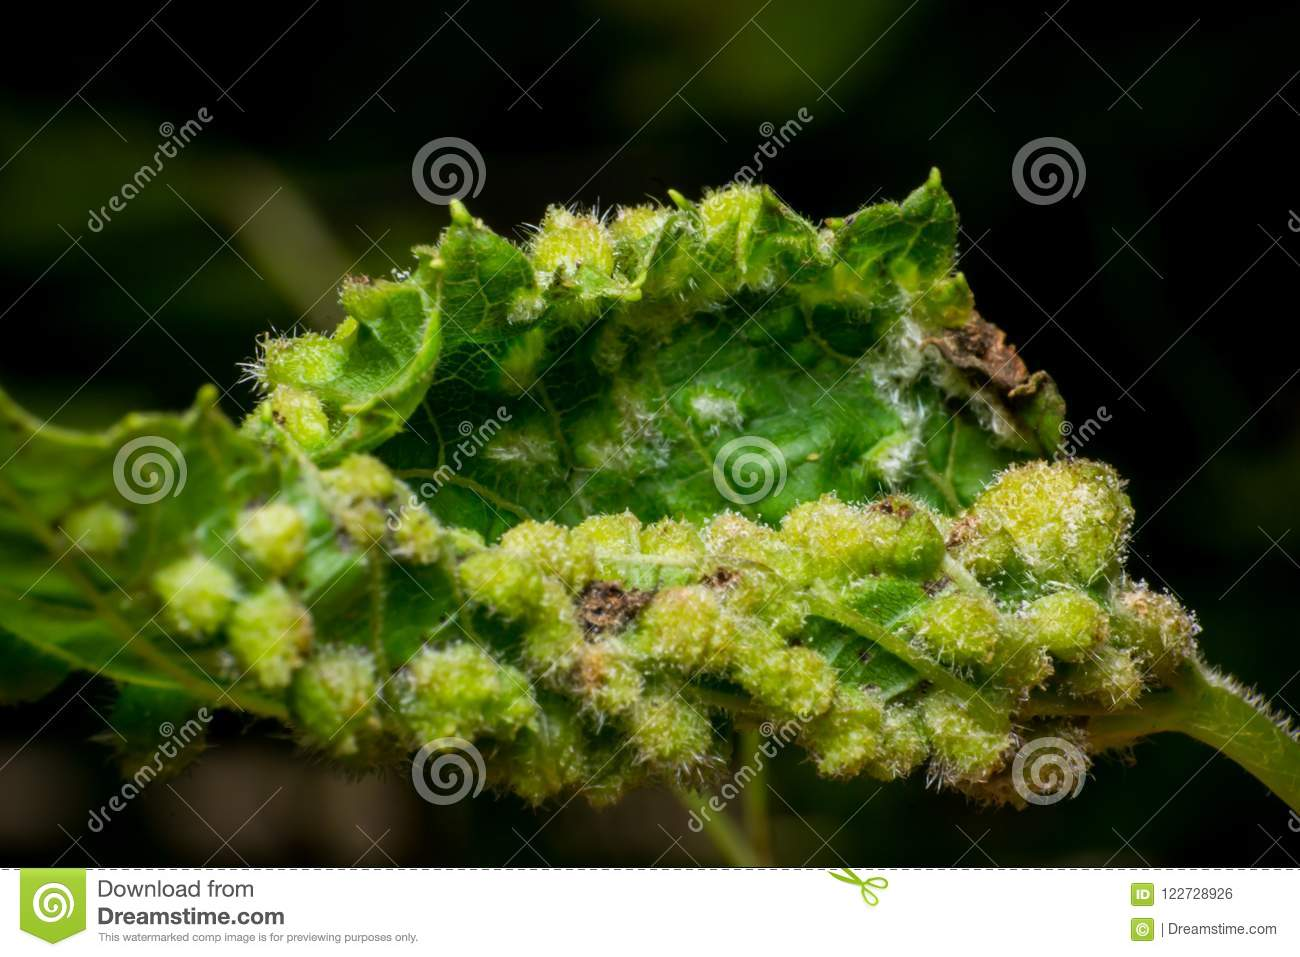 dreamstime
dreamstime
dreamstime
dreamstime
dreamstime
dreamstime
Download from
Dreamstime.com
This watermarked comp image is for previewing purposes only.
ID 122728926
© | Dreamstime.com